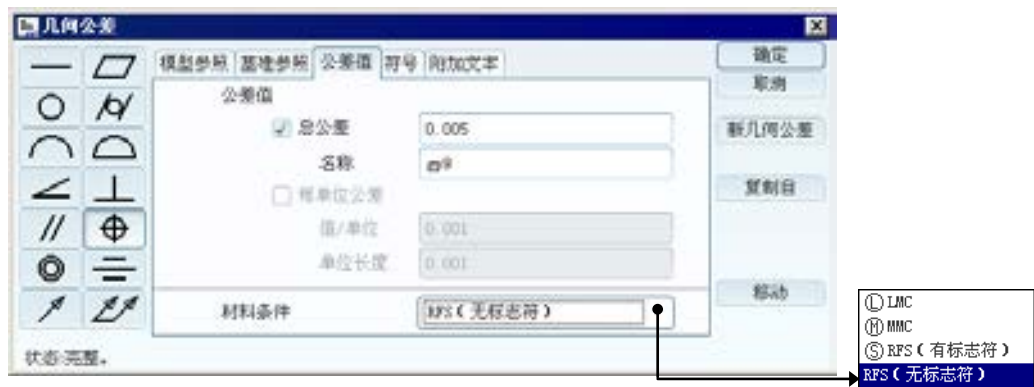 几何公差
模型参照 基准参照 公差值 符号 附加文本
确定
取消
公差值
总公差 0.005
新几何公差
名称
每单位公差
复制自
值/单位 0.001
单位长度 0.001
移动
材料条件 RFS(无标志符)
状态:完整。
Ⓛ LMC
Ⓜ MMC
Ⓢ RFS(有标志符)
RFS(无标志符)